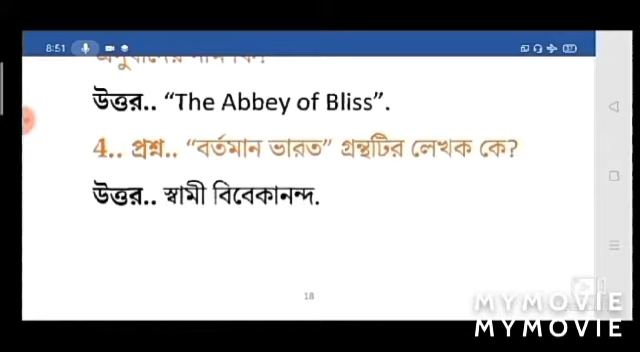 8:51
উত্তর.. “The Abbey of Bliss”.
4.. প্রশ্ন.. “বর্তমান ভারত” গ্রন্থটির লেখক কে?
উত্তর.. স্বামী বিবেকানন্দ.
18
MYMOVIE
MYMOVIE